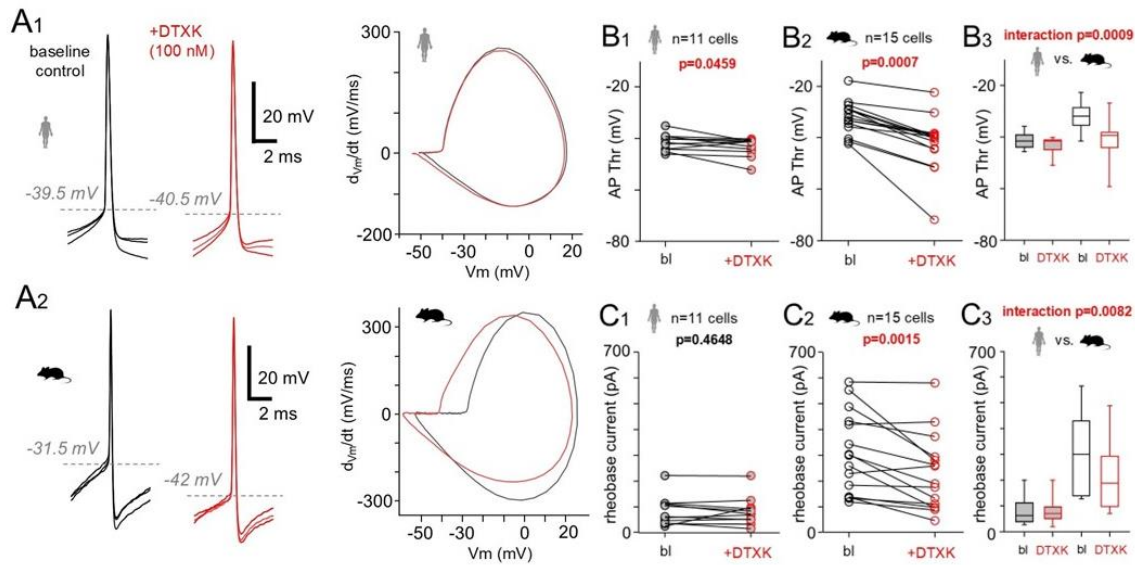 A1
baseline
control
+DTXK
(100 nM)
20 mV
2 ms
-39.5 mV
-40.5 mV
300
0
-200
dVm/dt (mV/ms)
-50
-30
0
20
Vm (mV)
B1
n=11 cells
p=0.0459
-20
-80
AP Thr (mV)
bl
+DTXK
B2
n=15 cells
p=0.0007
-20
-80
AP Thr (mV)
bl
+DTXK
B3
interaction p=0.0009
vs.
-20
-80
AP Thr (mV)
bl
DTXK
bl
DTXK
A2
20 mV
2 ms
-31.5 mV
-42 mV
300
0
-300
dVm/dt (mV/ms)
-50
-30
0
20
Vm (mV)
C1
n=11 cells
p=0.4648
700
0
rheobase current (pA)
bl
+DTXK
C2
n=15 cells
p=0.0015
700
0
rheobase current (pA)
bl
+DTXK
C3
interaction p=0.0082
vs.
700
0
rheobase current (pA)
bl
DTXK
bl
DTXK